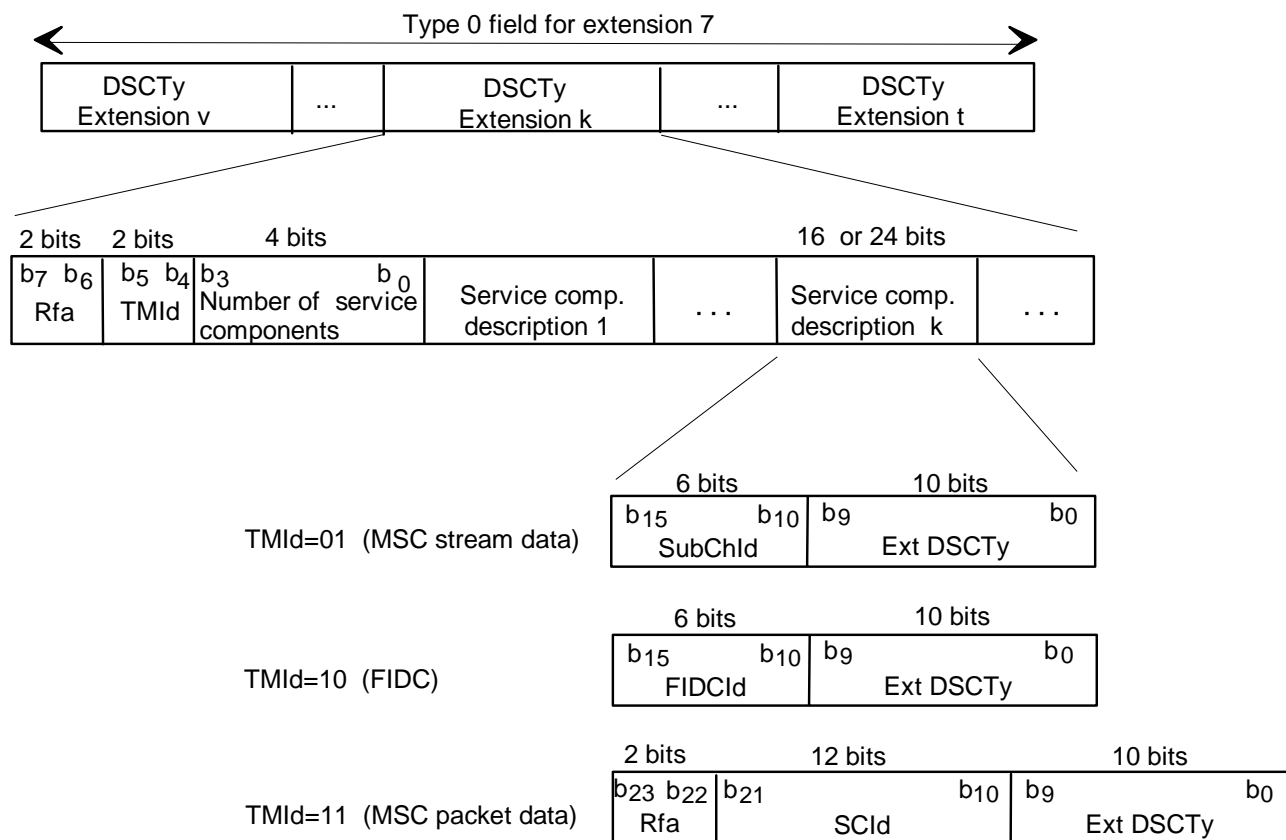 Type 0 field for extension 7
DSCTy
Extension v
...
DSCTy
Extension k
...
DSCTy
Extension t
2 bits 2 bits 4 bits 16 or 24 bits
b7 b6
Rfa
b5 b4
TMId
b3 b0
Number of service
components
Service comp.
description 1
. . .
Service comp.
description k
. . .
6 bits 10 bits
TMId=01 (MSC stream data)
b15 b10
SubChId
b9 b0
Ext DSCTy
6 bits 10 bits
TMId=10 (FIDC)
b15 b10
FIDCId
b9 b0
Ext DSCTy
2 bits 12 bits 10 bits
TMId=11 (MSC packet data)
b23 b22
Rfa
b21 b10
SCId
b9 b0
Ext DSCTy